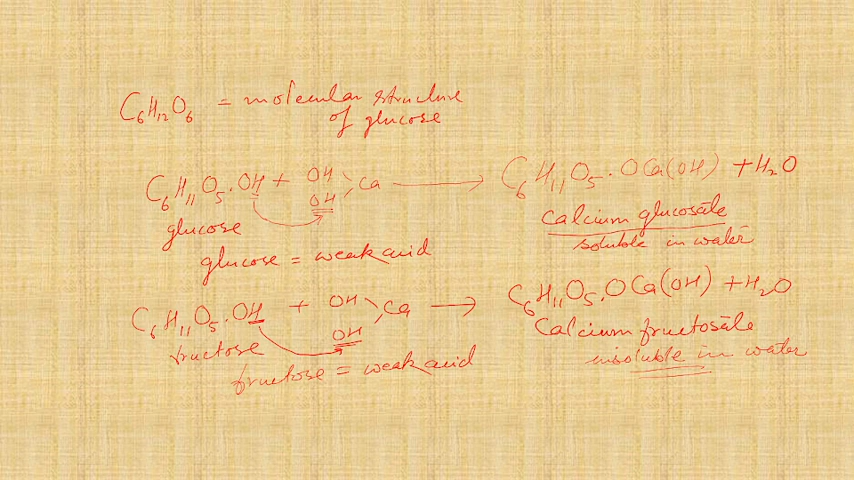 C₆H₁₂O₆ = molecular structure
of glucose
C₆H₁₁O₅.OH + OH
OH > Ca ⟶ C₆H₁₁O₅.OCa(OH) + H₂O
glucose
calcium glucosate
soluble in water
glucose = weak acid
C₆H₁₁O₅.OH + OH
OH > Ca ⟶ C₆H₁₁O₅.OCa(OH) + H₂O
fructose
Calcium fructosate
insoluble in water
fructose = weak acid